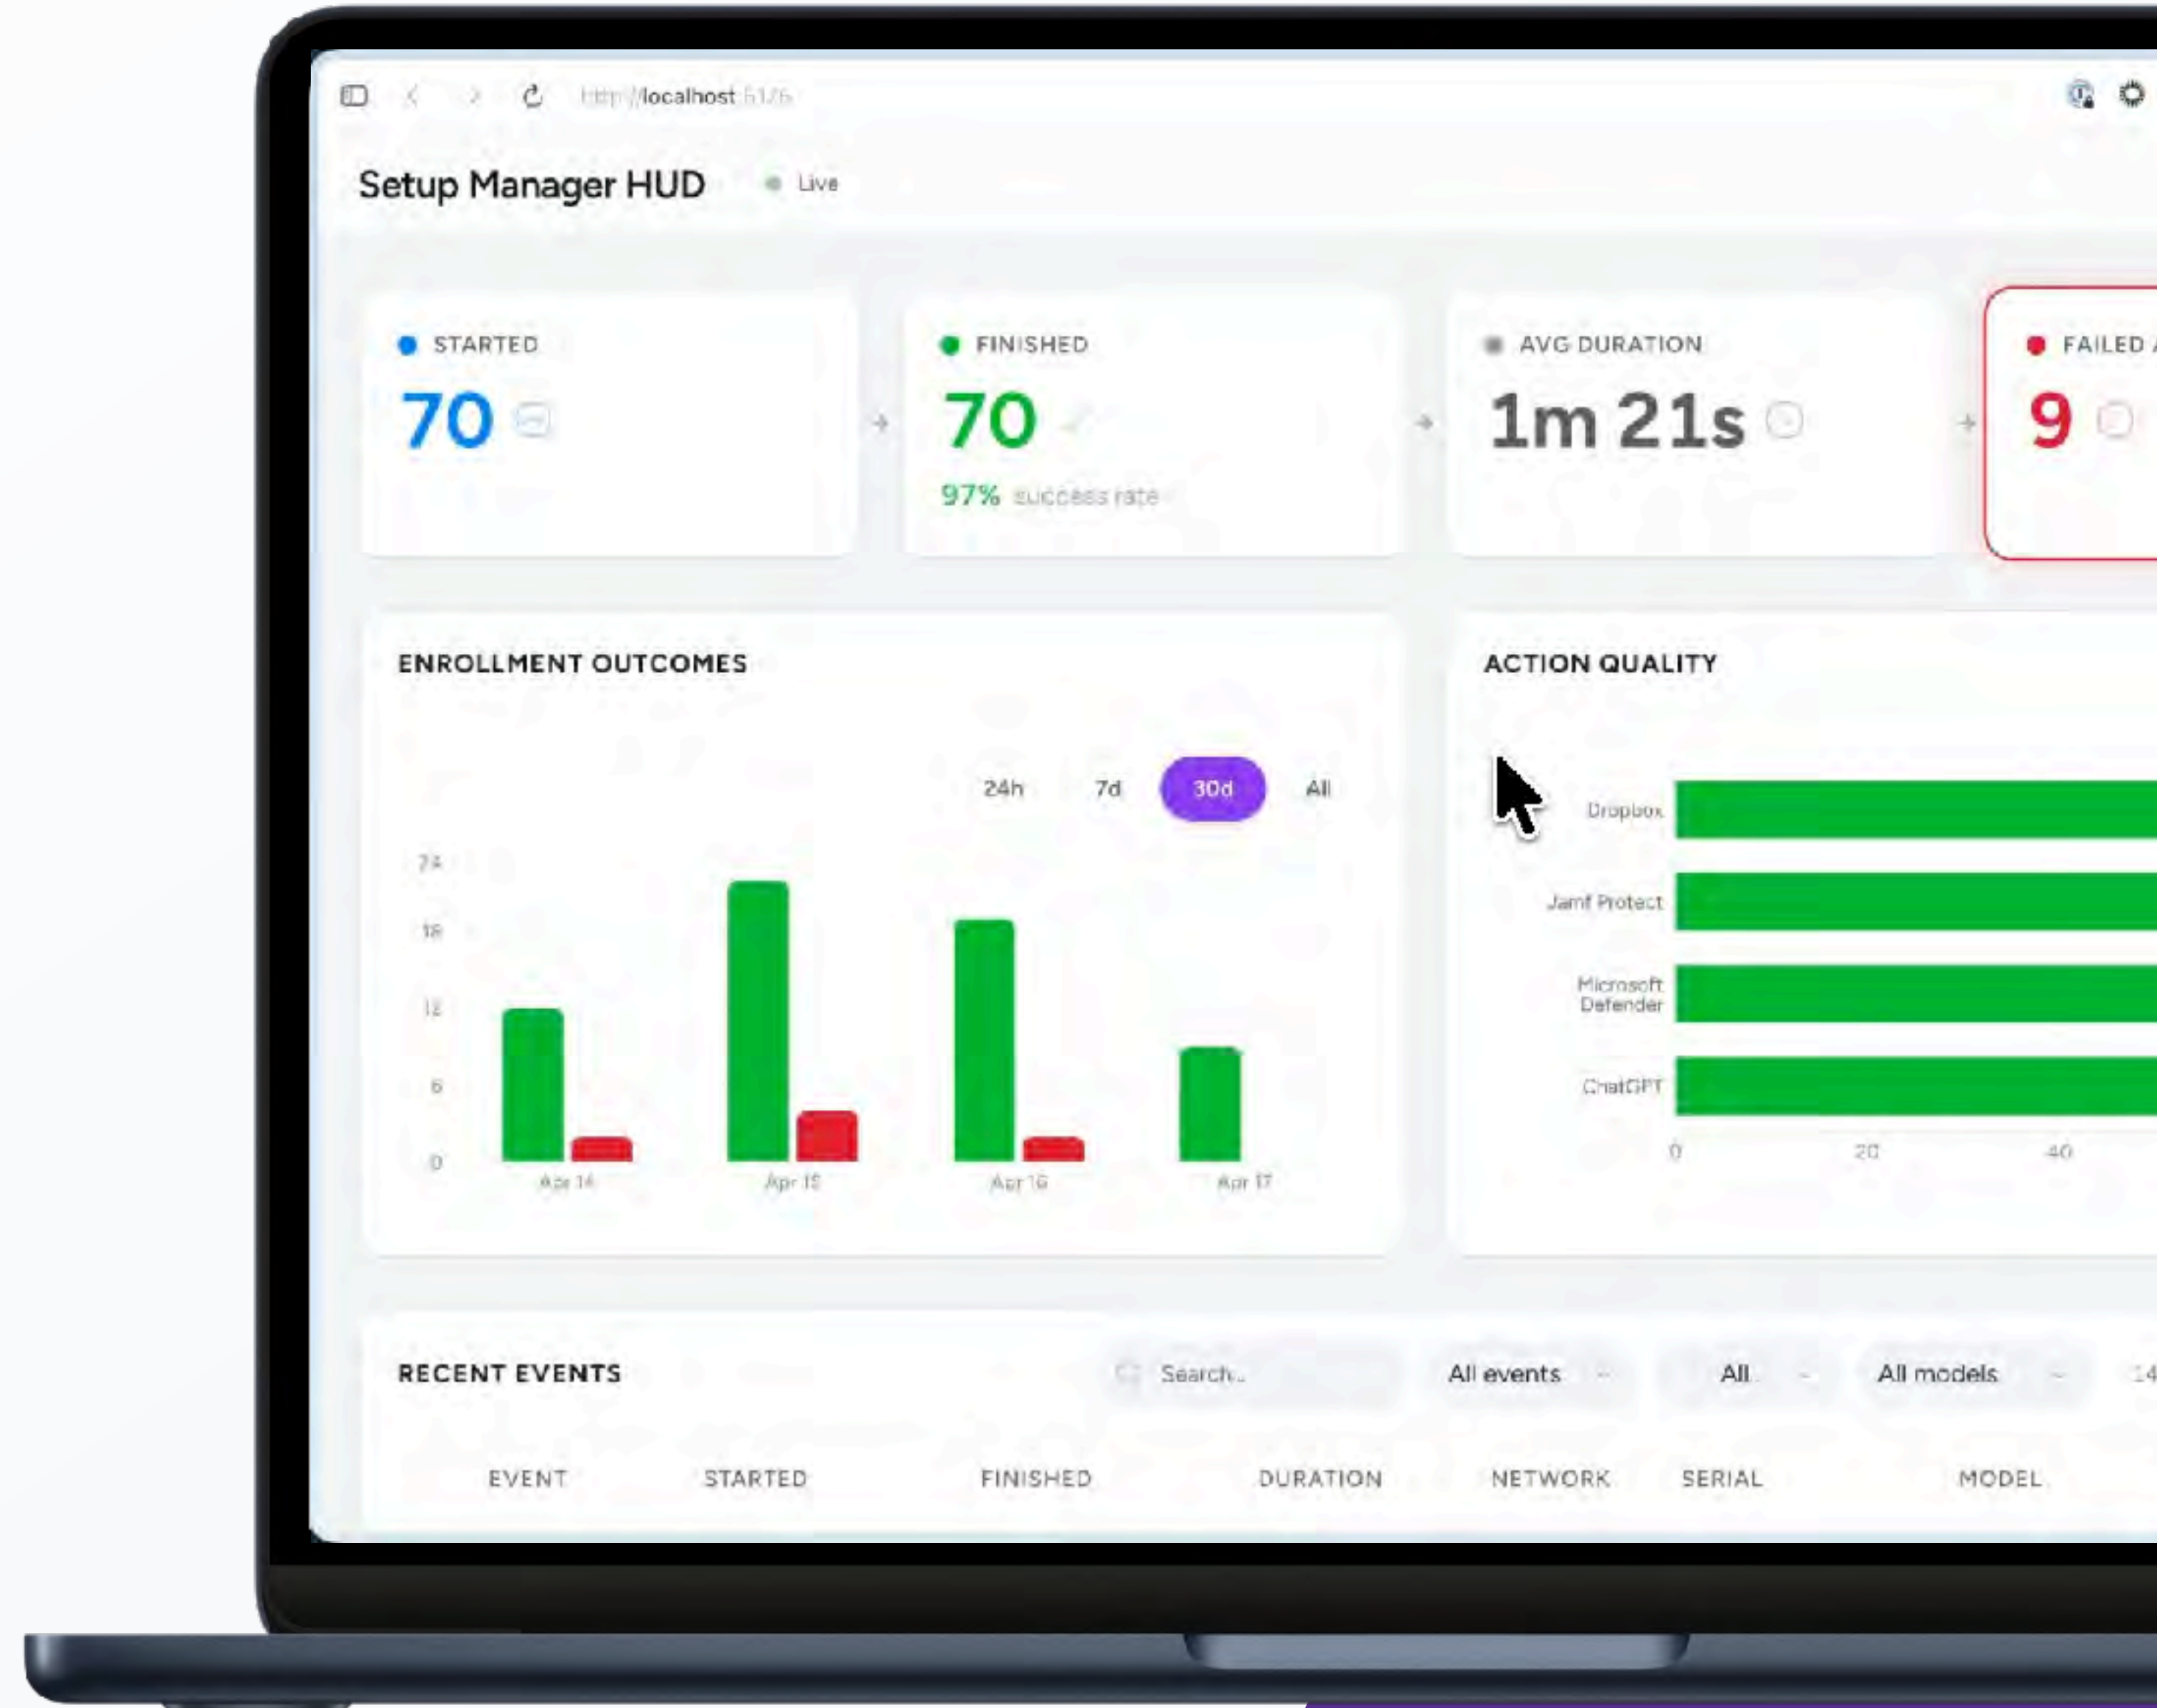 http://localhost
Setup Manager HUD
Live
STARTED
70
FINISHED
70
97% success rate
AVG DURATION
1m 21s
FAILED
9
ENROLLMENT OUTCOMES
24h 7d 30d All
24
18
12
6
0
Apr 14 Apr 15 Apr 16 Apr 17
ACTION QUALITY
Dropbox
Jamf Protect
Microsoft
Defender
ChatGPT
0 20 40
RECENT EVENTS
Search...
All events
All
All models
14
EVENT STARTED FINISHED DURATION NETWORK SERIAL MODEL